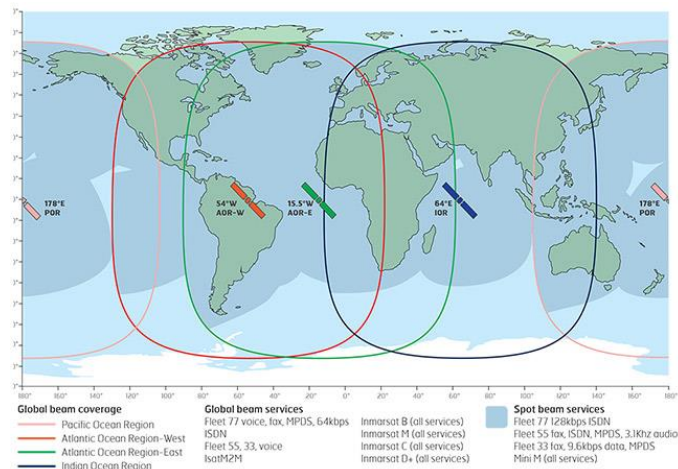 178°E
POR
54°W
AOR-W
15.5°W
AOR-E
64°E
IOR
178°E
POR
180° 160° 140° 120° 100° 80° 60° 40° 20° 0° 20° 40° 60° 80° 100° 120° 140° 160° 180°
Global beam coverage
Pacific Ocean Region
Atlantic Ocean Region-West
Atlantic Ocean Region-East
Indian Ocean Region
Global beam services
Fleet 77 voice, fax, MPDS, 64kbps
ISDN
Fleet 55, 33, voice
IsatM2M
Inmarsat B (all services)
Inmarsat M (all services)
Inmarsat C (all services)
Inmarsat D+ (all services)
Spot beam services
Fleet 77 128kbps ISDN
Fleet 55 fax, ISDN, MPDS, 3.1Khz audio
Fleet 33 fax, 9.6kbps data, MPDS
Mini M (all services)